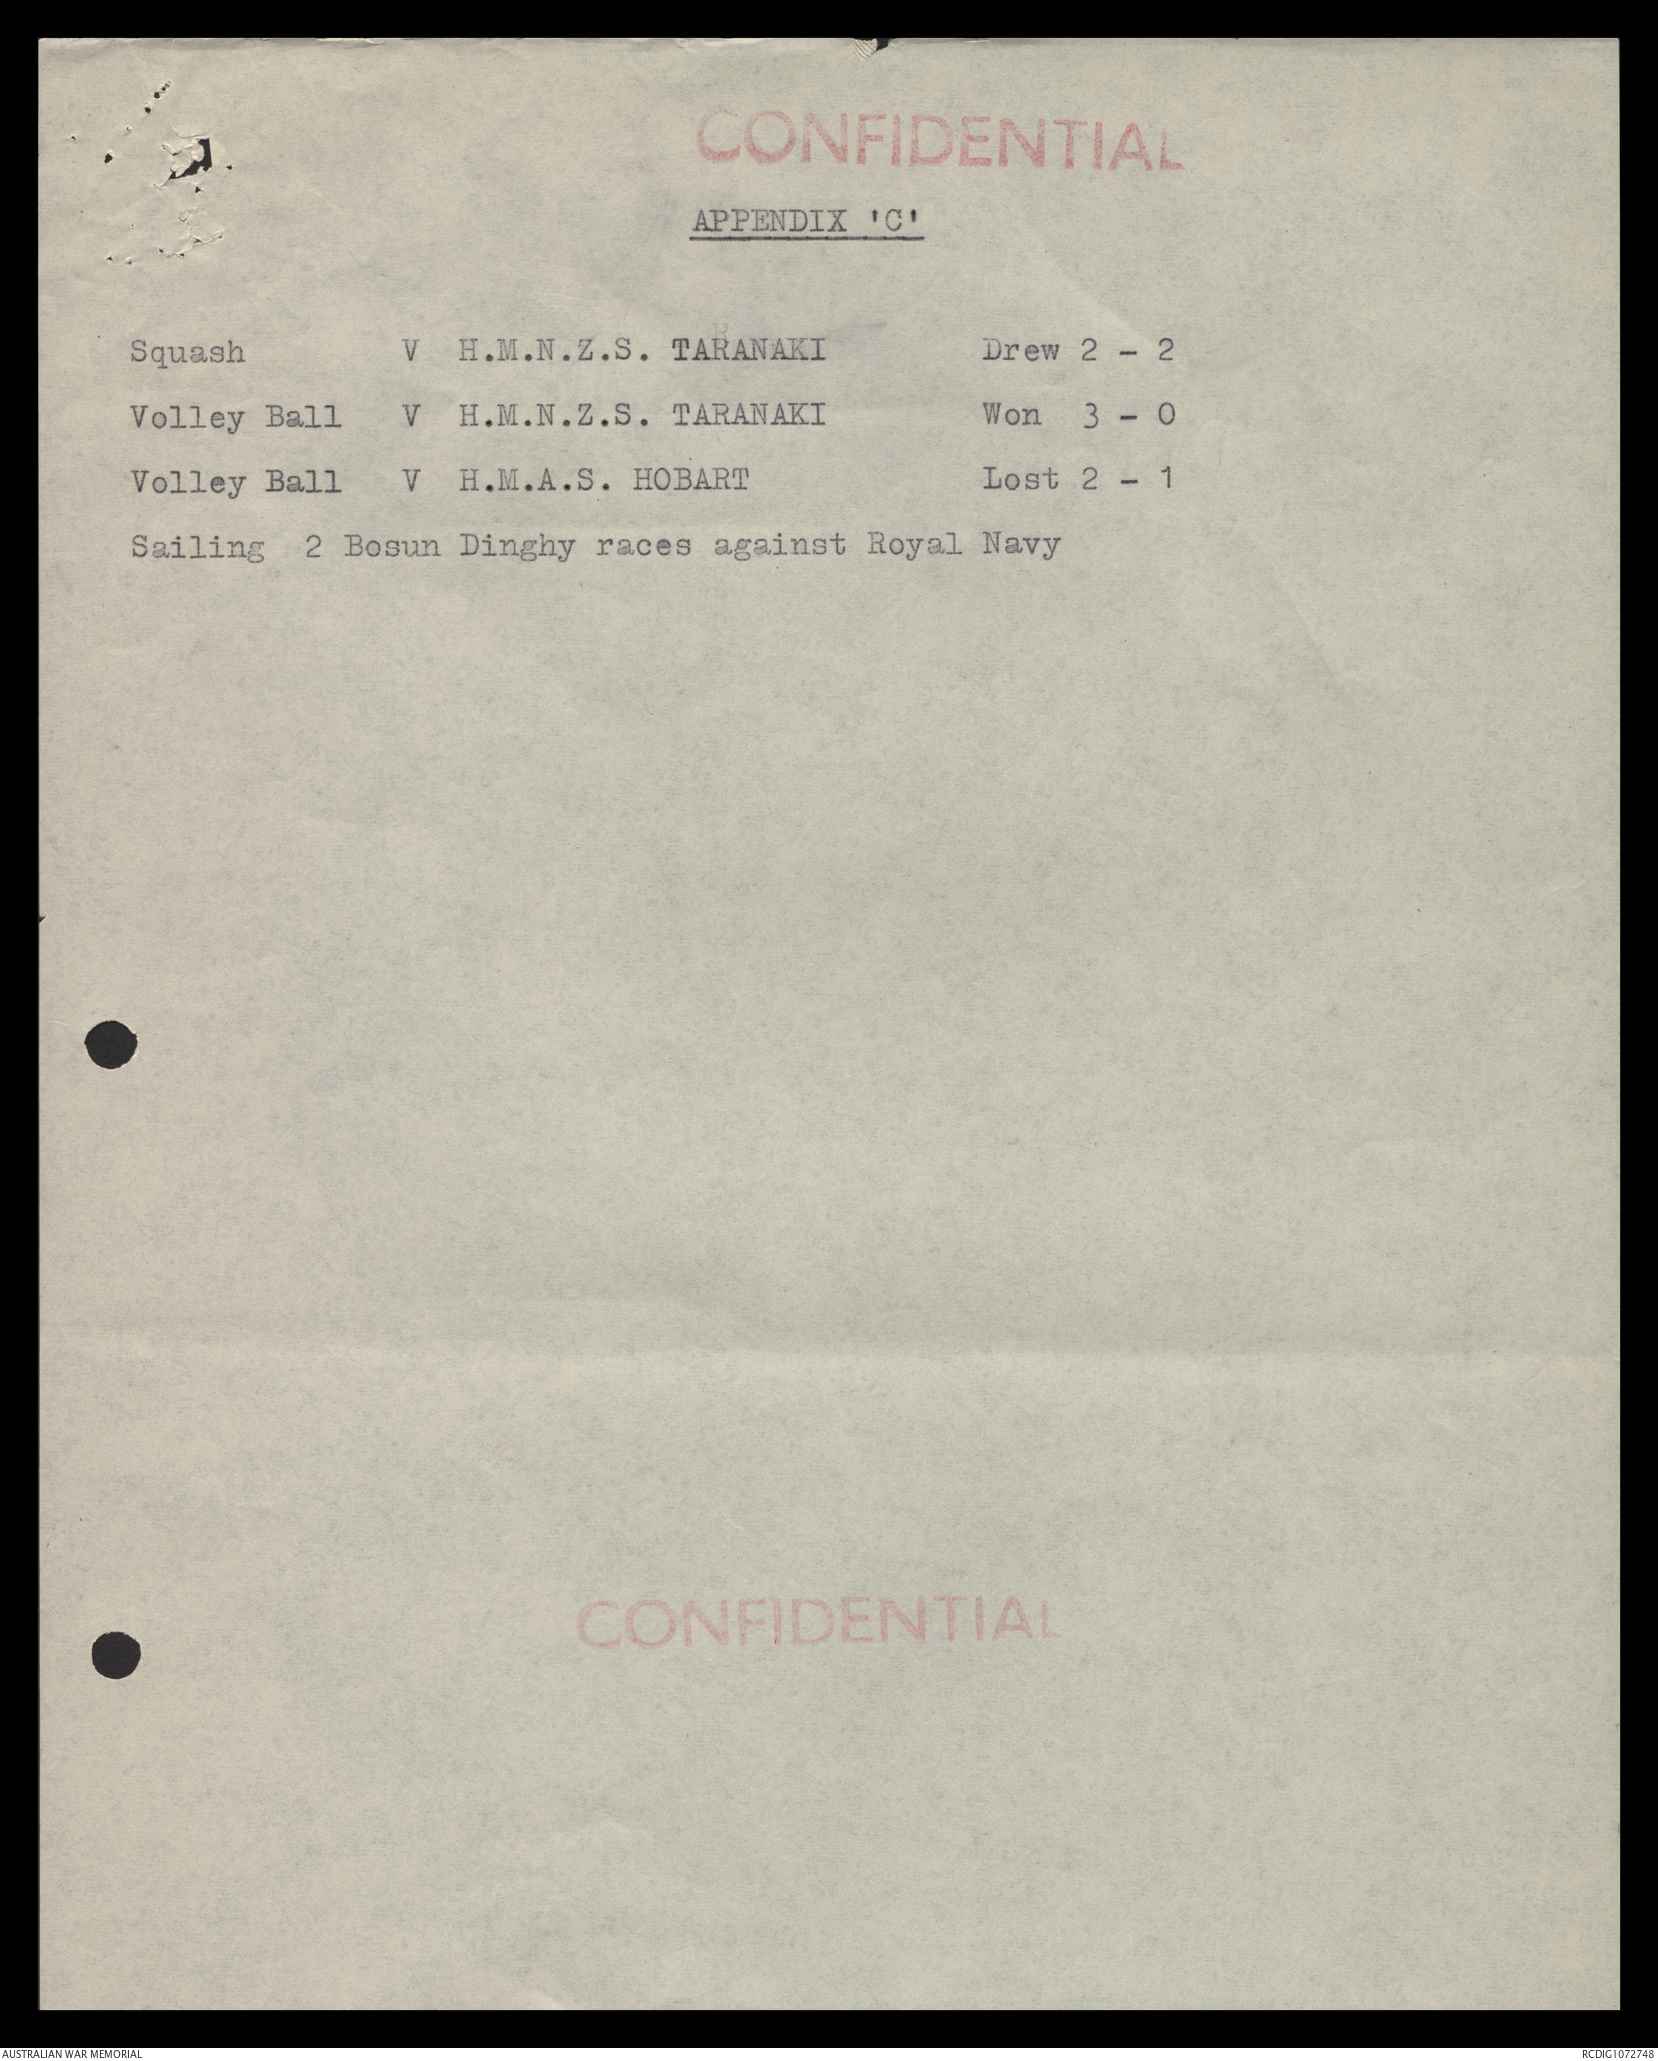 CONFIDENTIAL
APPENDIX 'C'
Squash V H.M.N.Z.S. TARANAKI Drew 2 - 2
Volley Ball V H.M.N.Z.S. TARANAKI Won 3 - 0
Volley Ball V H.M.A.S. HOBART Lost 2 - 1
Sailing 2 Bosun Dinghy races against Royal Navy
CONFIDENTIAL
AUSTRALIAN WAR MEMORIAL RCDIG1072748